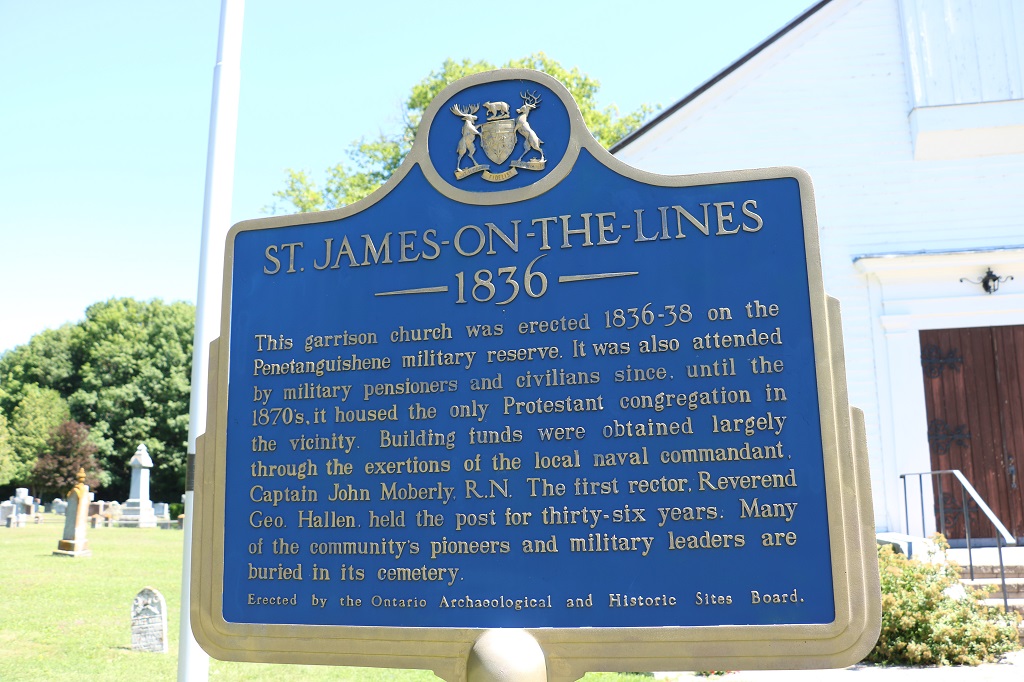 ST. JAMES-ON-THE-LINES
1836
This garrison church was erected 1836-38 on the
Penetanguishene military reserve. It was also attended
by military pensioners and civilians since, until the
1870's, it housed the only Protestant congregation in
the vicinity. Building funds were obtained largely
through the exertions of the local naval commandant,
Captain John Moberly, R.N. The first rector, Reverend
Geo. Hallen, held the post for thirty-six years. Many
of the community's pioneers and military leaders are
buried in its cemetery.
Erected by the Ontario Archaeological and Historic Sites Board.